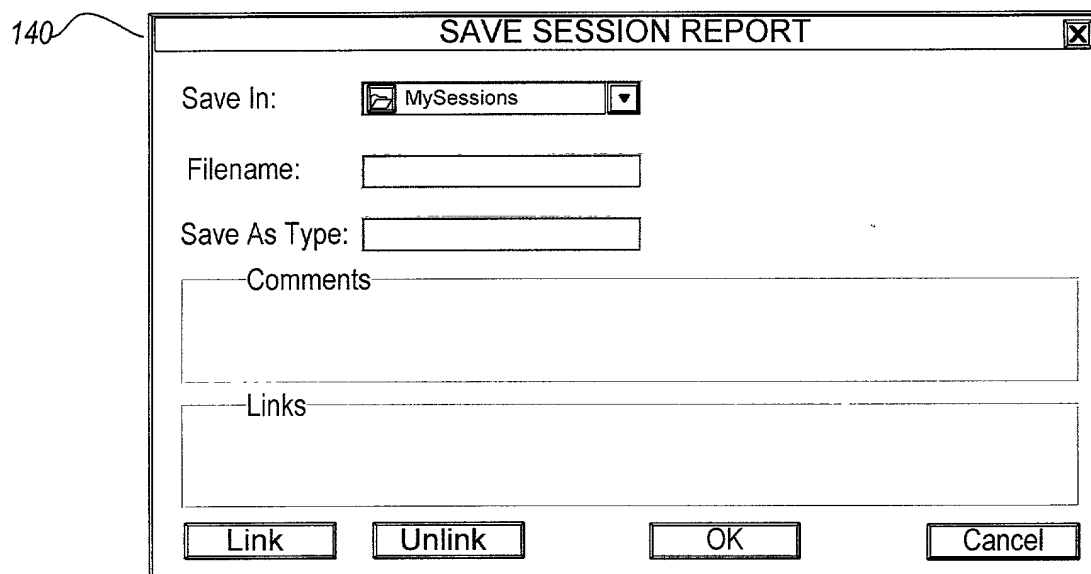 140
SAVE SESSION REPORT X
Save In: MySessions
Filename:
Save As Type:
Comments
Links
Link Unlink OK Cancel